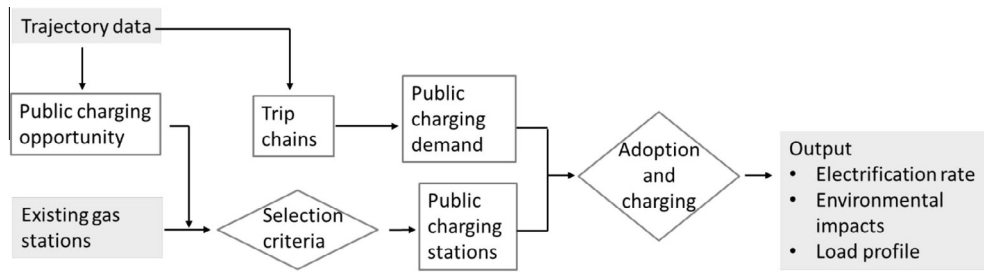 Trajectory data
Public charging
opportunity
Trip
chains
Public
charging
demand
Existing gas
stations
Selection
criteria
Public
charging
stations
Adoption
and
charging
Output
• Electrification rate
• Environmental
impacts
• Load profile